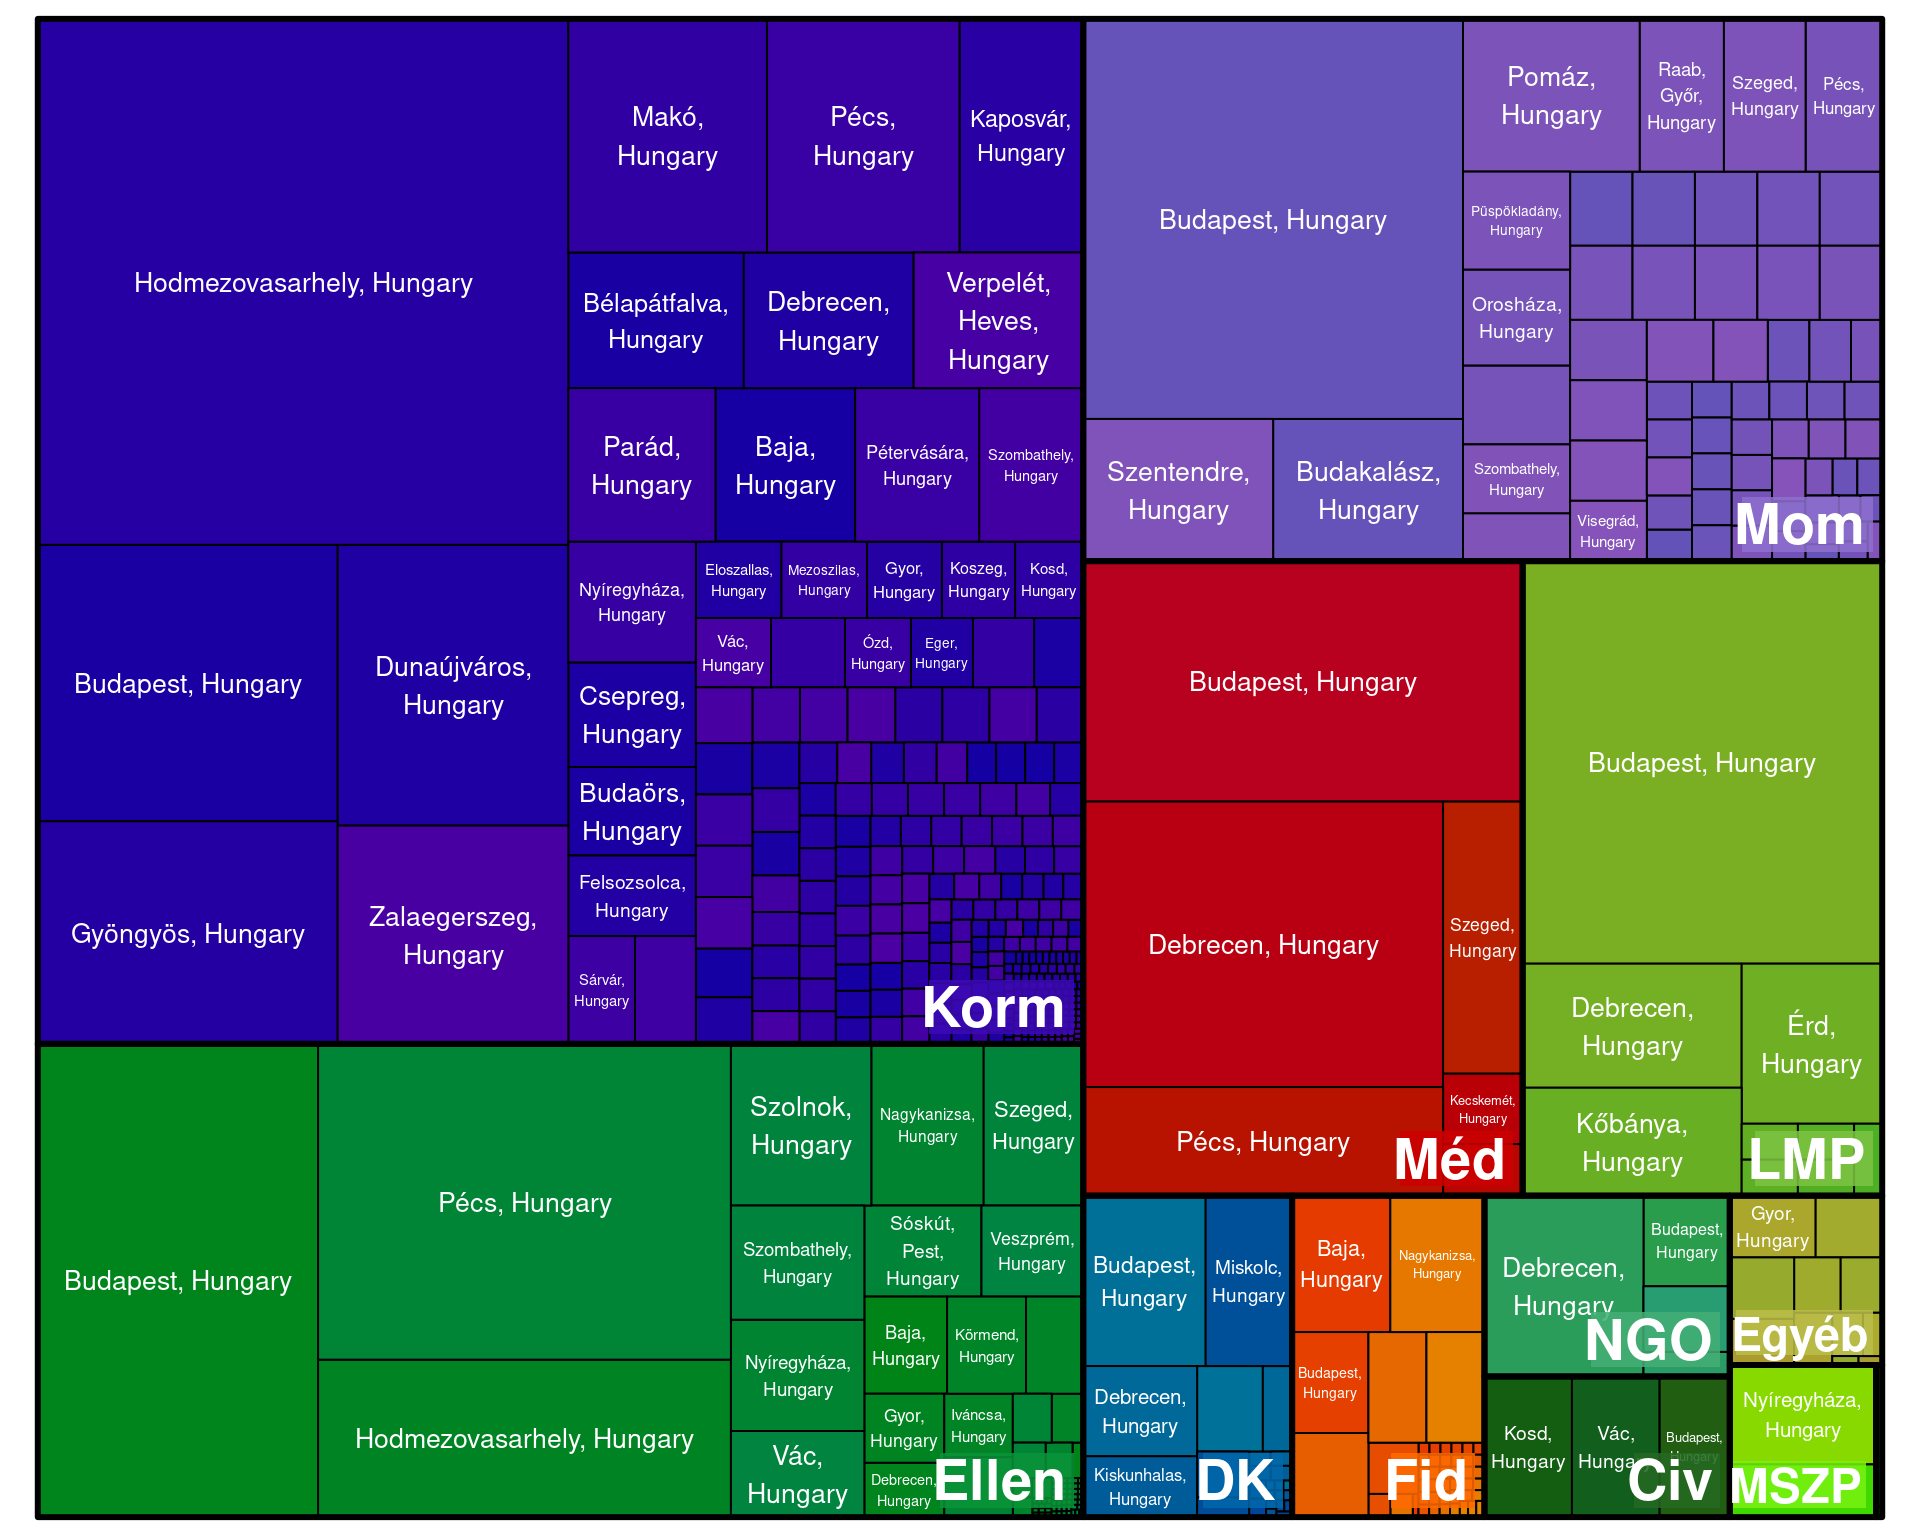 Hodmezovasarhely, Hungary
Makó,
Hungary
Pécs,
Hungary
Kaposvár,
Hungary
Bélapátfalva,
Hungary
Debrecen,
Hungary
Verpelét,
Heves,
Hungary
Parád,
Hungary
Baja,
Hungary
Pétervására,
Hungary
Szombathely,
Hungary
Budapest, Hungary
Dunaújváros,
Hungary
Gyöngyös, Hungary
Zalaegerszeg,
Hungary
Nyíregyháza,
Hungary
Eloszallas,
Hungary
Mezoszilas,
Hungary
Gyor,
Hungary
Koszeg,
Hungary
Kosd,
Hungary
Vác,
Hungary
Ózd,
Hungary
Eger,
Hungary
Csepreg,
Hungary
Budaörs,
Hungary
Felsozsolca,
Hungary
Sárvár,
Hungary
Korm
Budapest, Hungary
Pomáz,
Hungary
Raab,
Győr,
Hungary
Szeged,
Hungary
Pécs,
Hungary
Püspökladány,
Hungary
Orosháza,
Hungary
Szentendre,
Hungary
Budakalász,
Hungary
Szombathely,
Hungary
Visegrád,
Hungary
Mom
Budapest, Hungary
Debrecen, Hungary
Szeged,
Hungary
Pécs, Hungary
Kecskemét,
Hungary
Méd
Budapest, Hungary
Debrecen,
Hungary
Érd,
Hungary
Kőbánya,
Hungary
LMP
Budapest, Hungary
Pécs, Hungary
Hodmezovasarhely, Hungary
Szolnok,
Hungary
Nagykanizsa,
Hungary
Szeged,
Hungary
Szombathely,
Hungary
Sóskút,
Pest,
Hungary
Veszprém,
Hungary
Nyíregyháza,
Hungary
Baja,
Hungary
Körmend,
Hungary
Vác,
Hungary
Gyor,
Hungary
Iváncsa,
Hungary
Debrecen,
Hungary
Ellen
Budapest,
Hungary
Miskolc,
Hungary
Debrecen,
Hungary
Kiskunhalas,
Hungary
DK
Baja,
Hungary
Nagykanizsa,
Hungary
Budapest,
Hungary
Fid
Debrecen,
Hungary
Budapest,
Hungary
NGO
Kosd,
Hungary
Vác,
Hungary
Budapest,
Hungary
Civ
Gyor,
Hungary
Egyéb
Nyíregyháza,
Hungary
MSZP